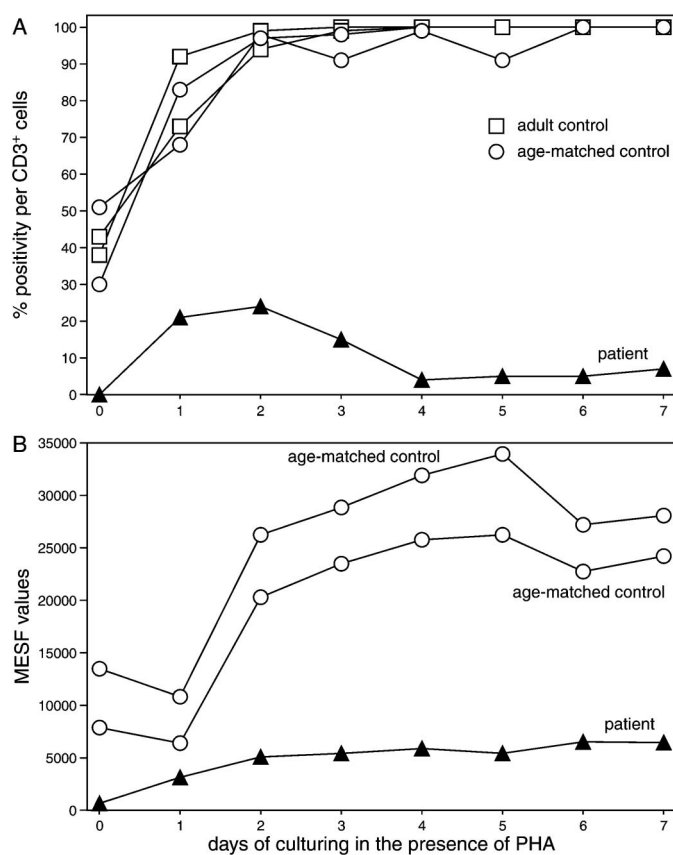 A
100
90
80
70
60
50
40
30
20
10
0
% positivity per CD3⁺ cells
adult control
age-matched control
patient
0 1 2 3 4 5 6 7
B
35000
30000
25000
20000
15000
10000
5000
0
MESF values
age-matched control
age-matched control
patient
0 1 2 3 4 5 6 7
days of culturing in the presence of PHA